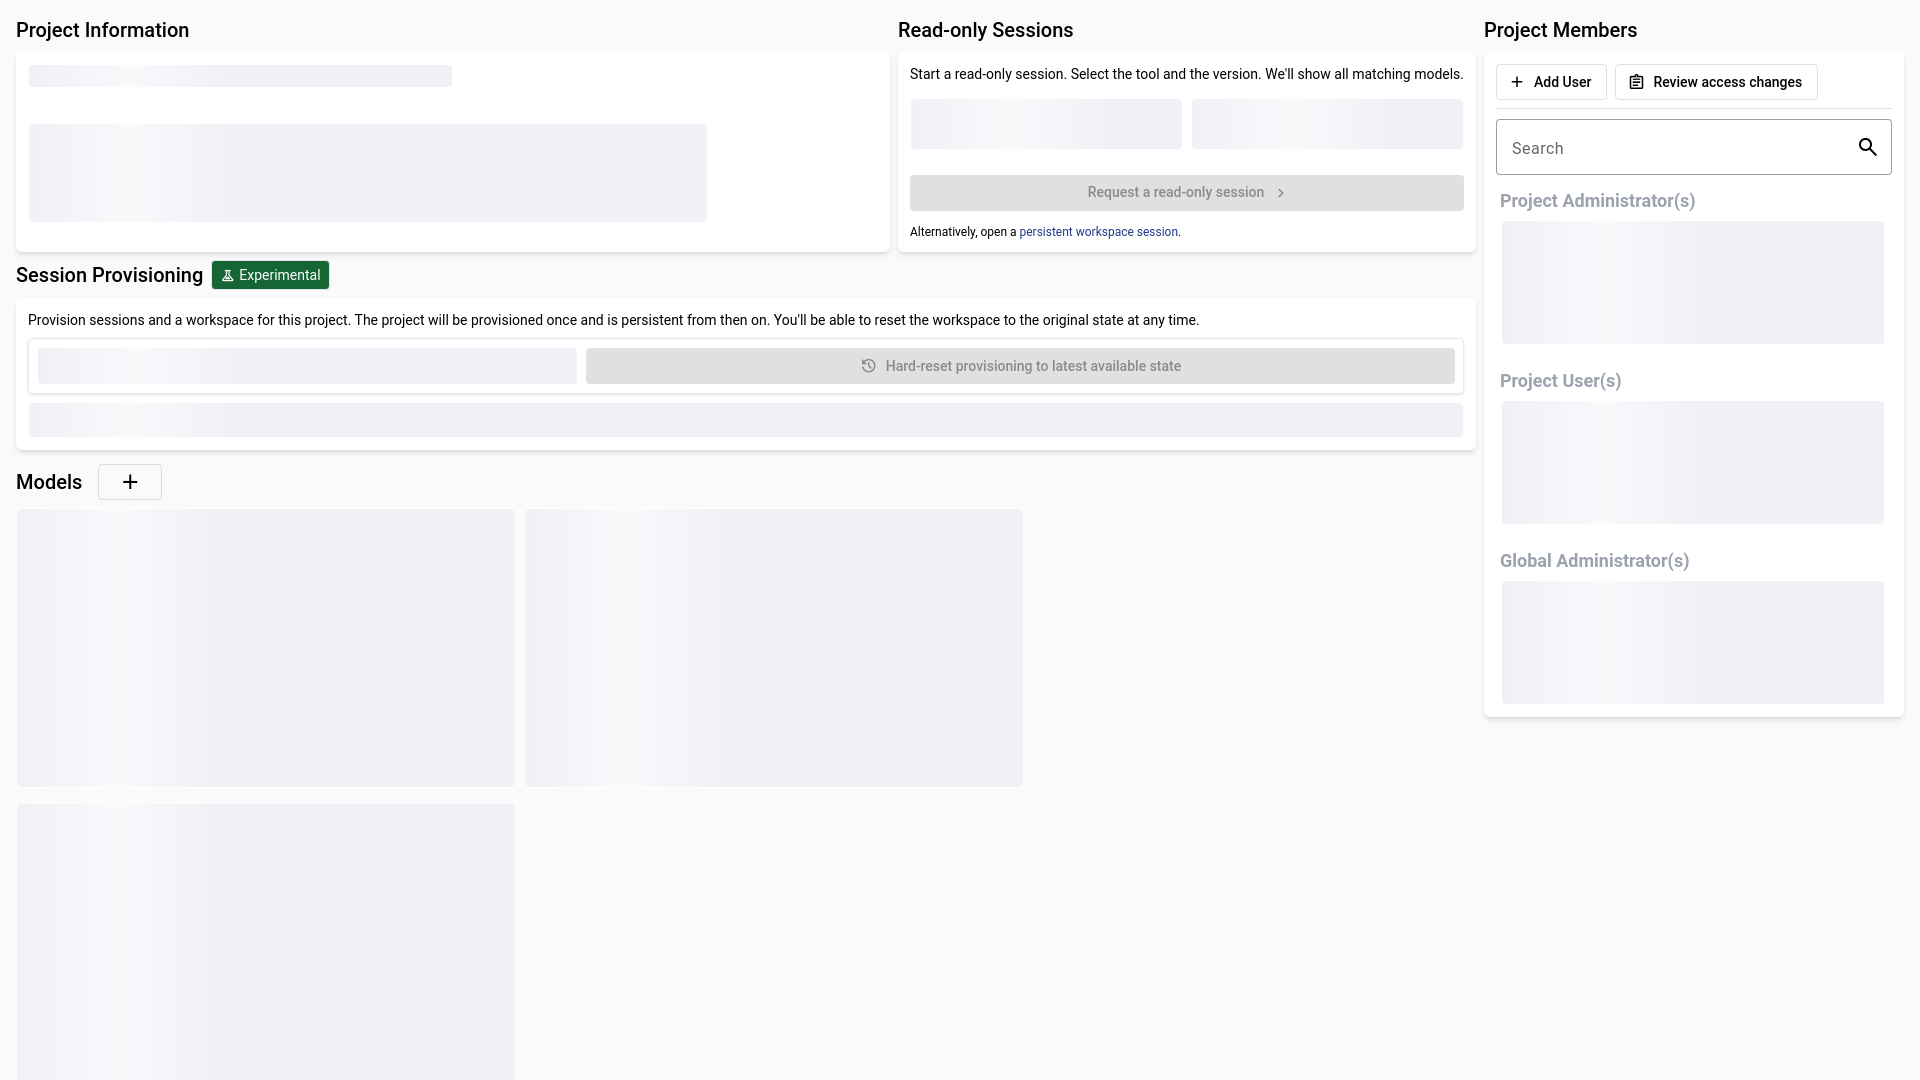 Project Information
Read-only Sessions
Start a read-only session. Select the tool and the version. We'll show all matching models.
Request a read-only session
Alternatively, open a persistent workspace session.
Session Provisioning
Experimental
Provision sessions and a workspace for this project. The project will be provisioned once and is persistent from then on. You'll be able to reset the workspace to the original state at any time.
Hard-reset provisioning to latest available state
Models
Project Members
Add User
Review access changes
Search
Project Administrator(s)
Project User(s)
Global Administrator(s)